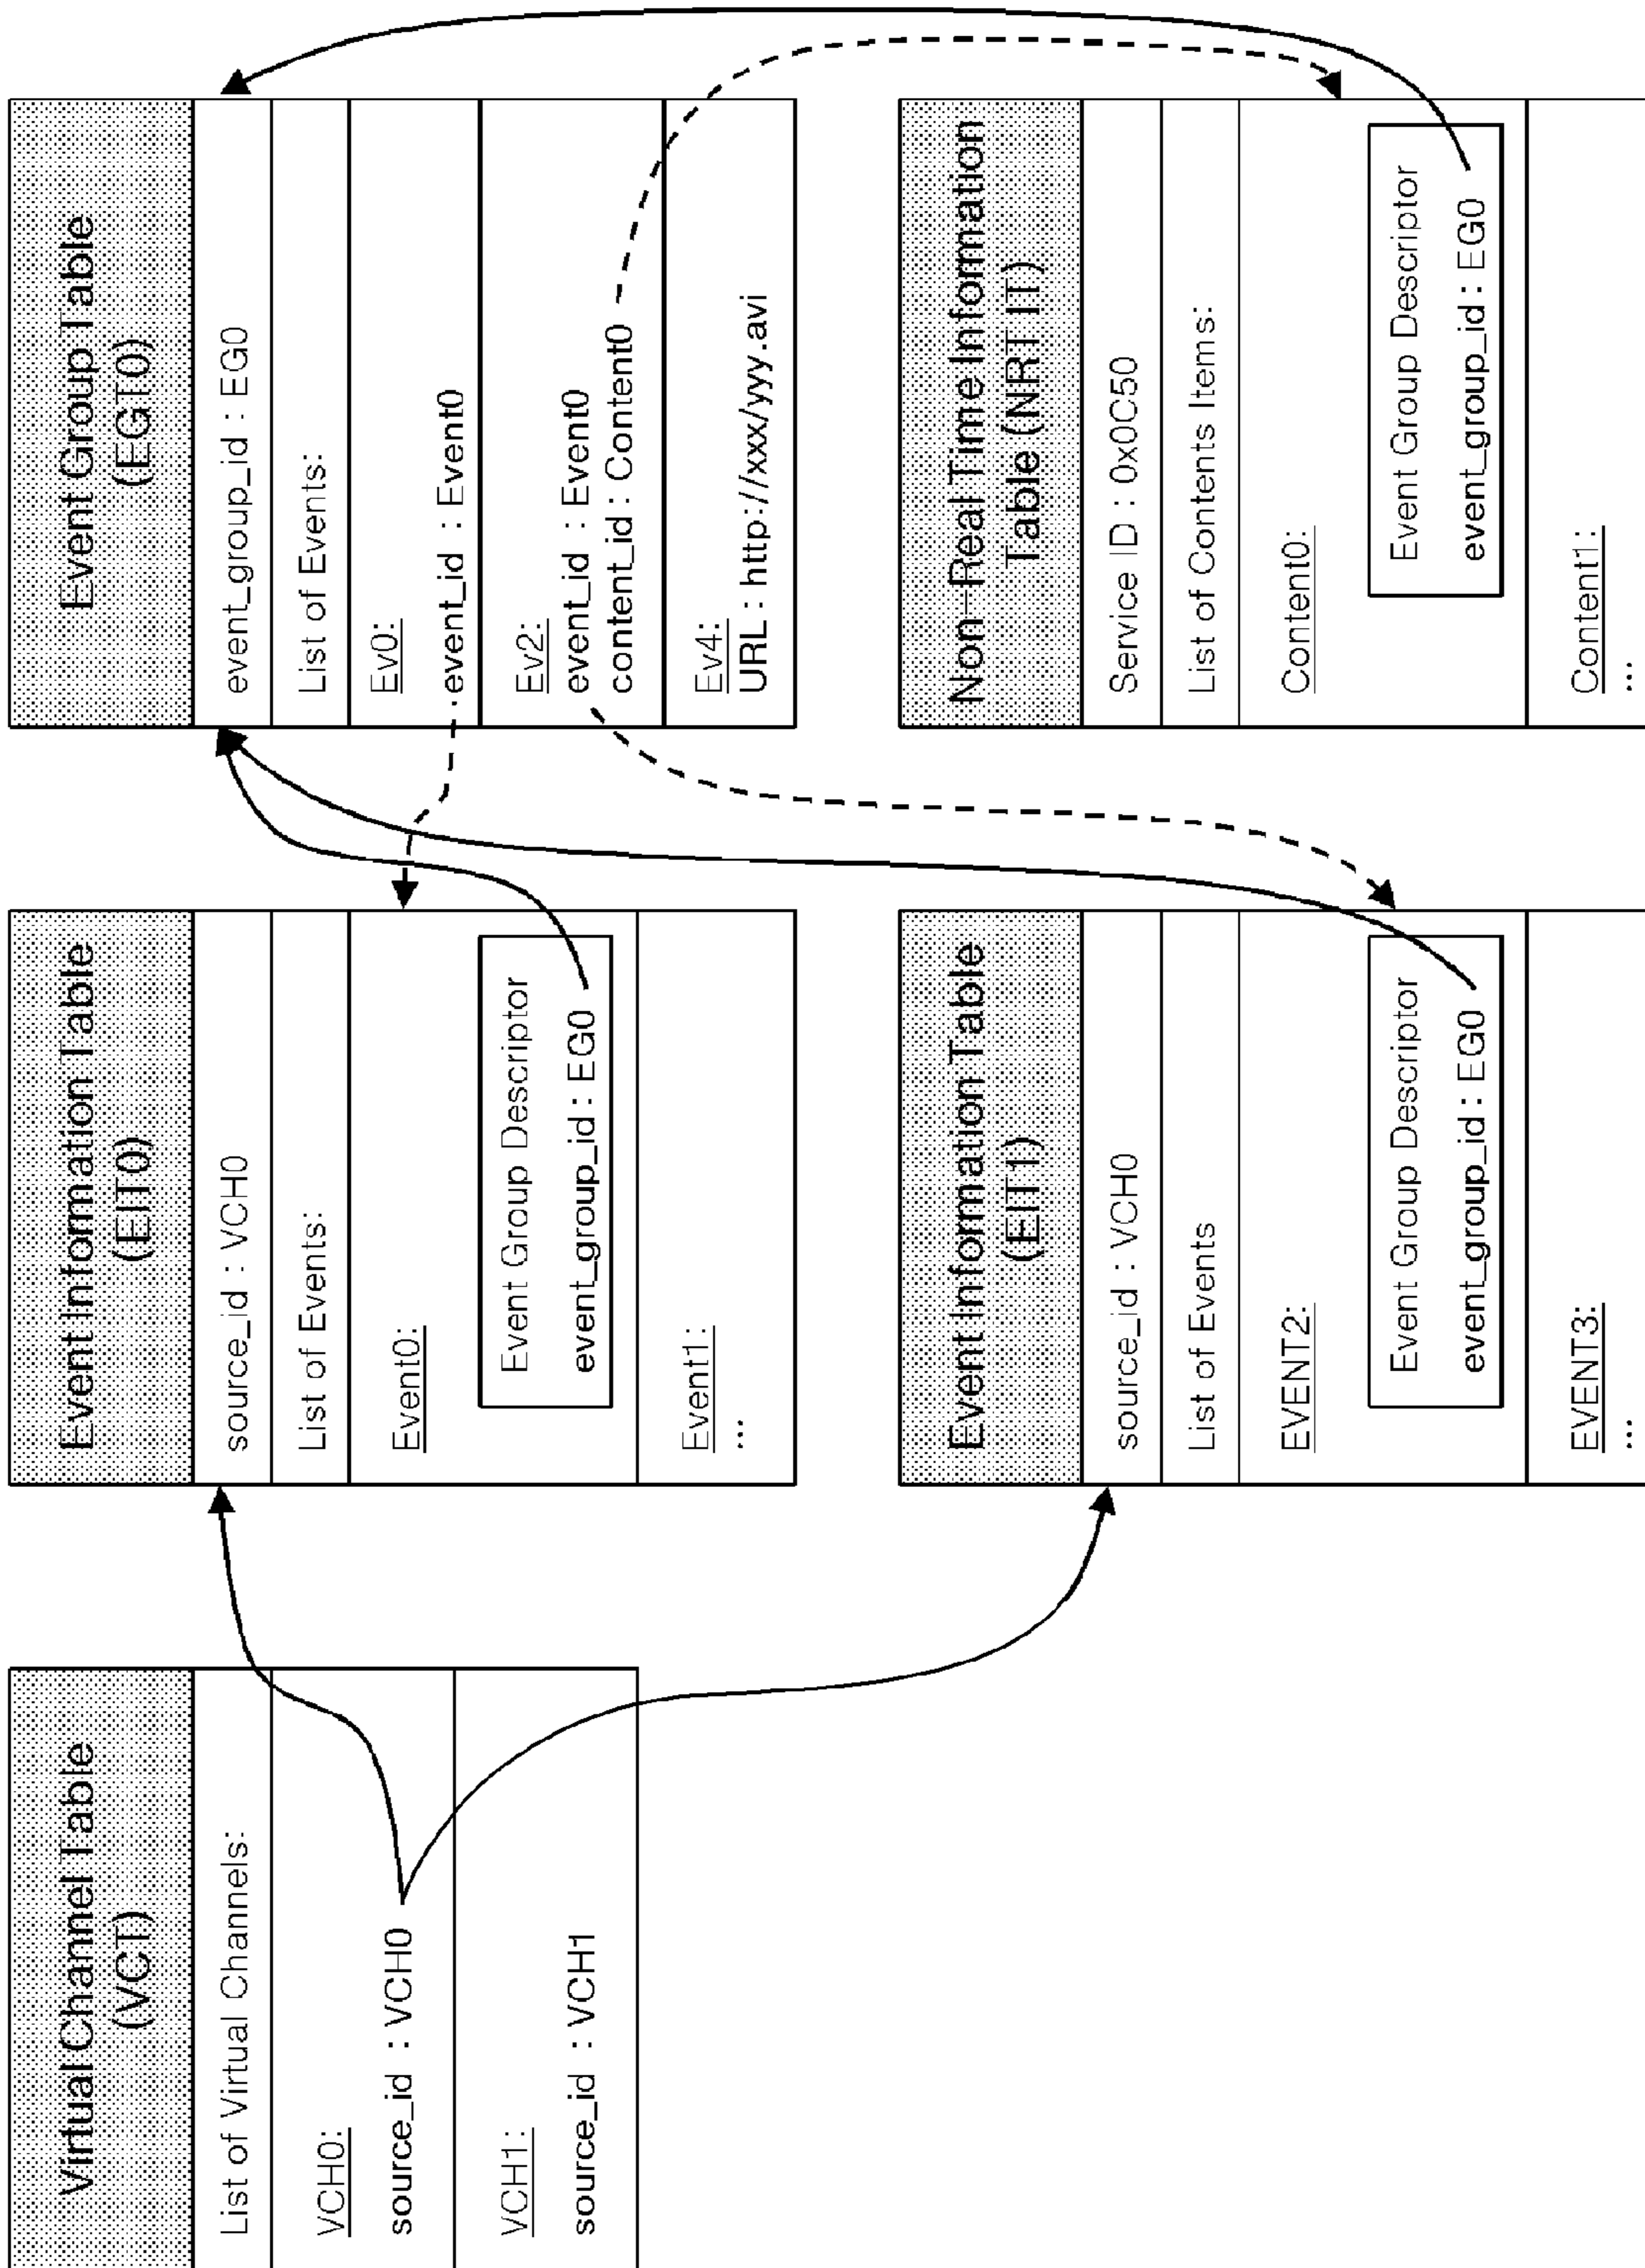 Virtual Channel Table
(VCT)
List of Virtual Channels:
VCH0:
source_id : VCH0
VCH1:
source_id : VCH1
Event Information Table
(EIT0)
source_id : VCH0
List of Events:
Event0:
Event Group Descriptor
event_group_id : EG0
Event1:
...
Event Information Table
(EIT1)
source_id : VCH0
List of Events
EVENT2:
Event Group Descriptor
event_group_id : EG0
EVENT3:
...
Event Group Table
(EGT0)
event_group_id : EG0
List of Events:
Ev0:
event_id : Event0
Ev2:
event_id : Event0
content_id : Content0
Ev4:
URL : http://xxx/yyy.avi
Non-Real Time Information
Table (NRT IT)
Service ID : 0x0C50
List of Contents Items:
Content0:
Event Group Descriptor
event_group_id : EG0
Content1:
...